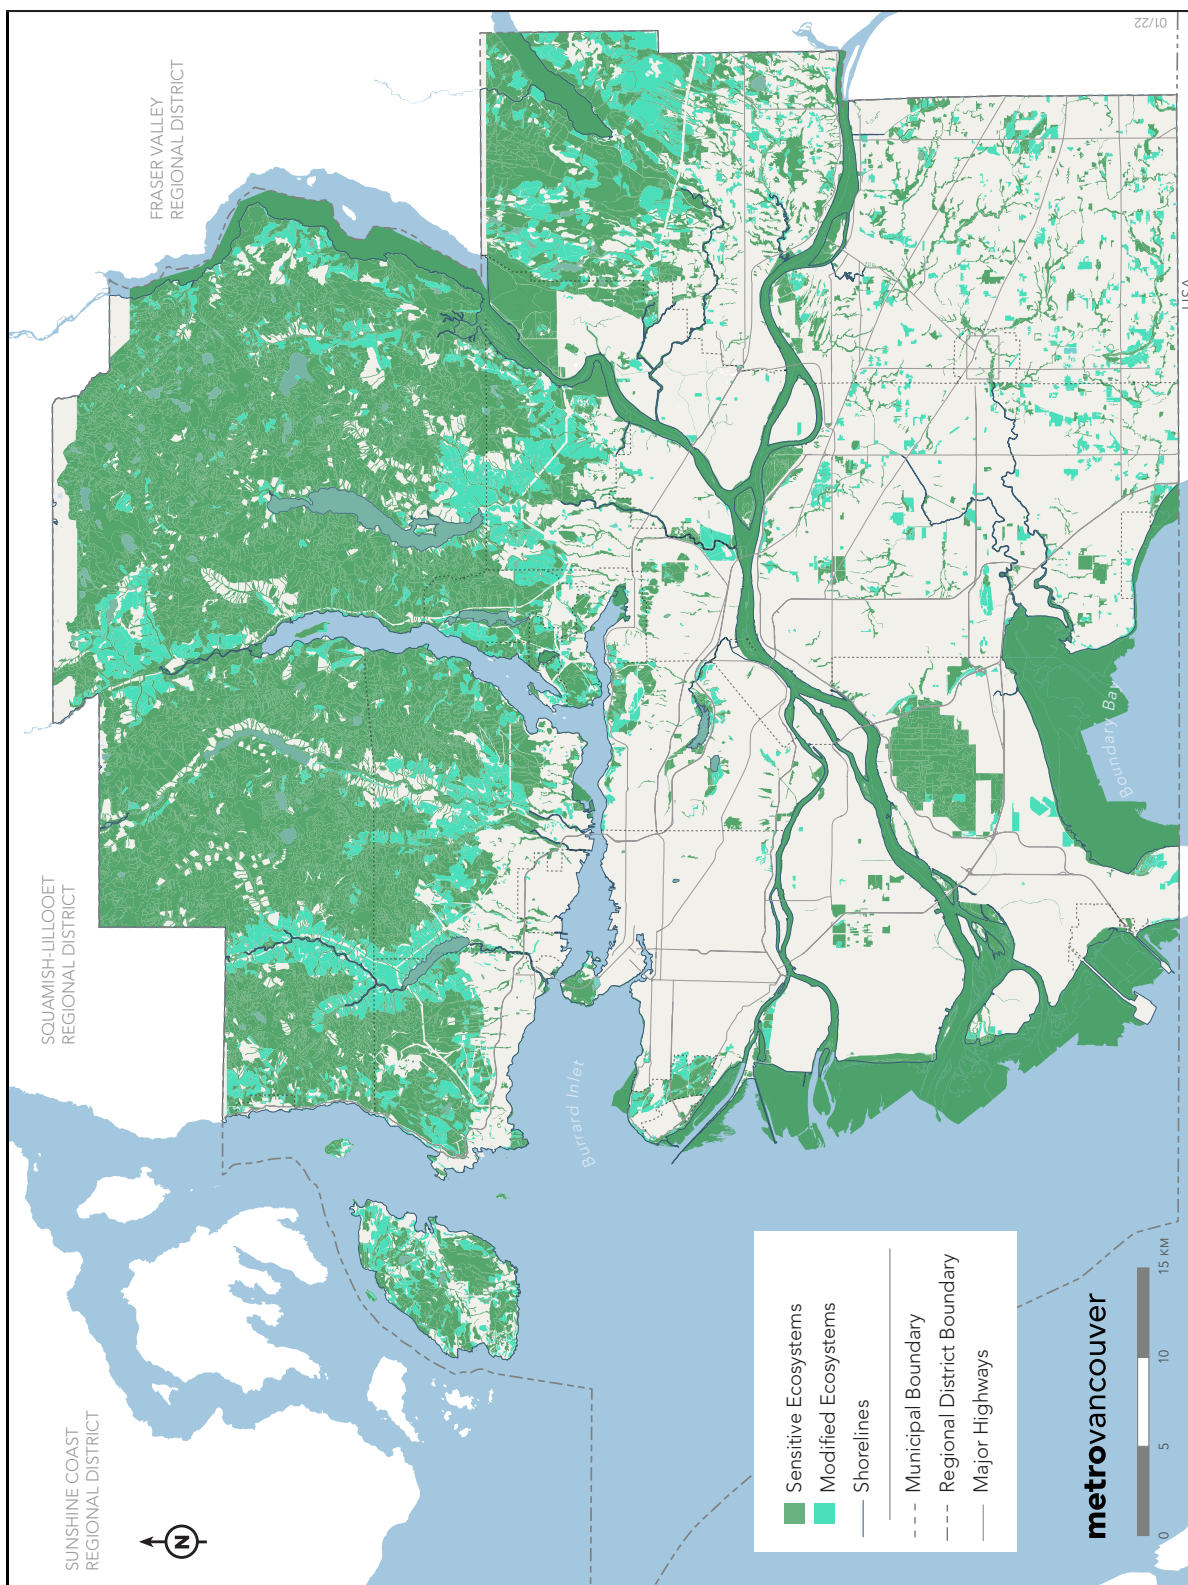 SUNSHINE COAST
REGIONAL DISTRICT
SQUAMISH-LILLOOET
REGIONAL DISTRICT
FRASER VALLEY
REGIONAL DISTRICT
N
Burrard Inlet
Boundary Bay
USA
Sensitive Ecosystems
Modified Ecosystems
Shorelines
Municipal Boundary
Regional District Boundary
Major Highways
metrovancouver
0
5
10
15 KM
01/22